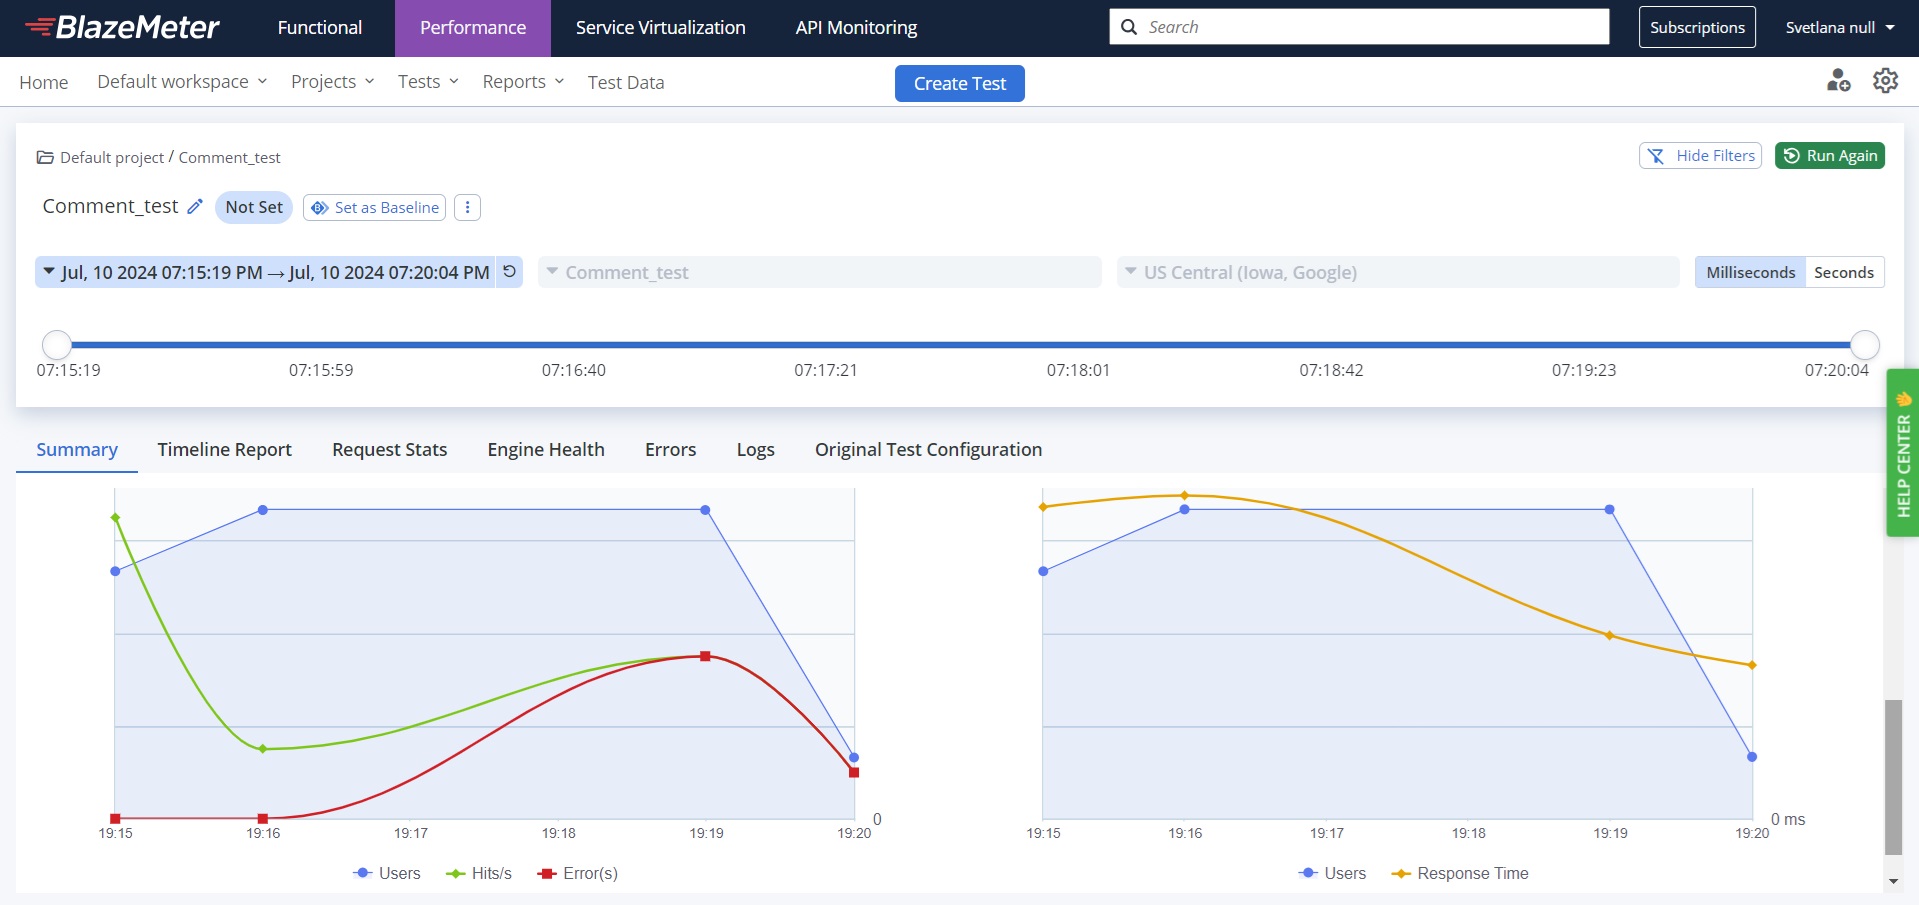 BlazeMeter Functional Performance Service Virtualization API Monitoring Search Subscriptions Svetlana null
Home Default workspace Projects Tests Reports Test Data Create Test
Default project / Comment_test Hide Filters Run Again
Comment_test Not Set Set as Baseline
Jul, 10 2024 07:15:19 PM → Jul, 10 2024 07:20:04 PM Comment_test US Central (Iowa, Google) Milliseconds Seconds
07:15:19 07:15:59 07:16:40 07:17:21 07:18:01 07:18:42 07:19:23 07:20:04
HELP CENTER
Summary Timeline Report Request Stats Engine Health Errors Logs Original Test Configuration
0
19:15 19:16 19:17 19:18 19:19 19:20
Users Hits/s Error(s)
0 ms
19:15 19:16 19:17 19:18 19:19 19:20
Users Response Time